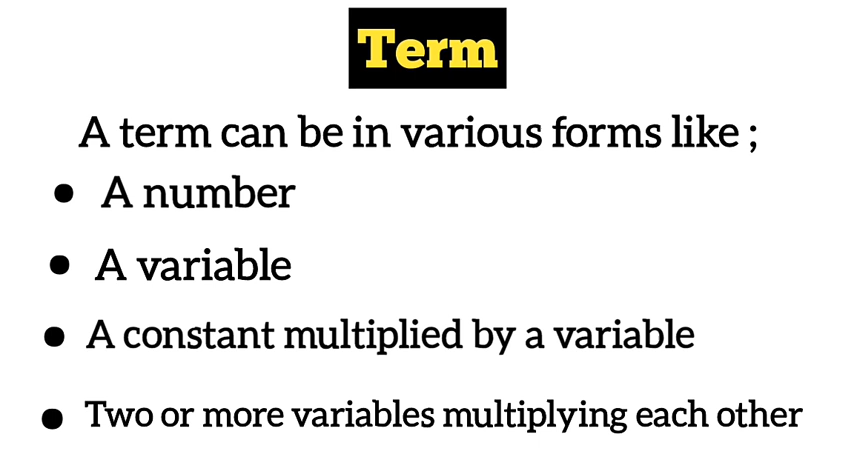 Term
A term can be in various forms like ;
• A number
• A variable
• A constant multiplied by a variable
• Two or more variables multiplying each other